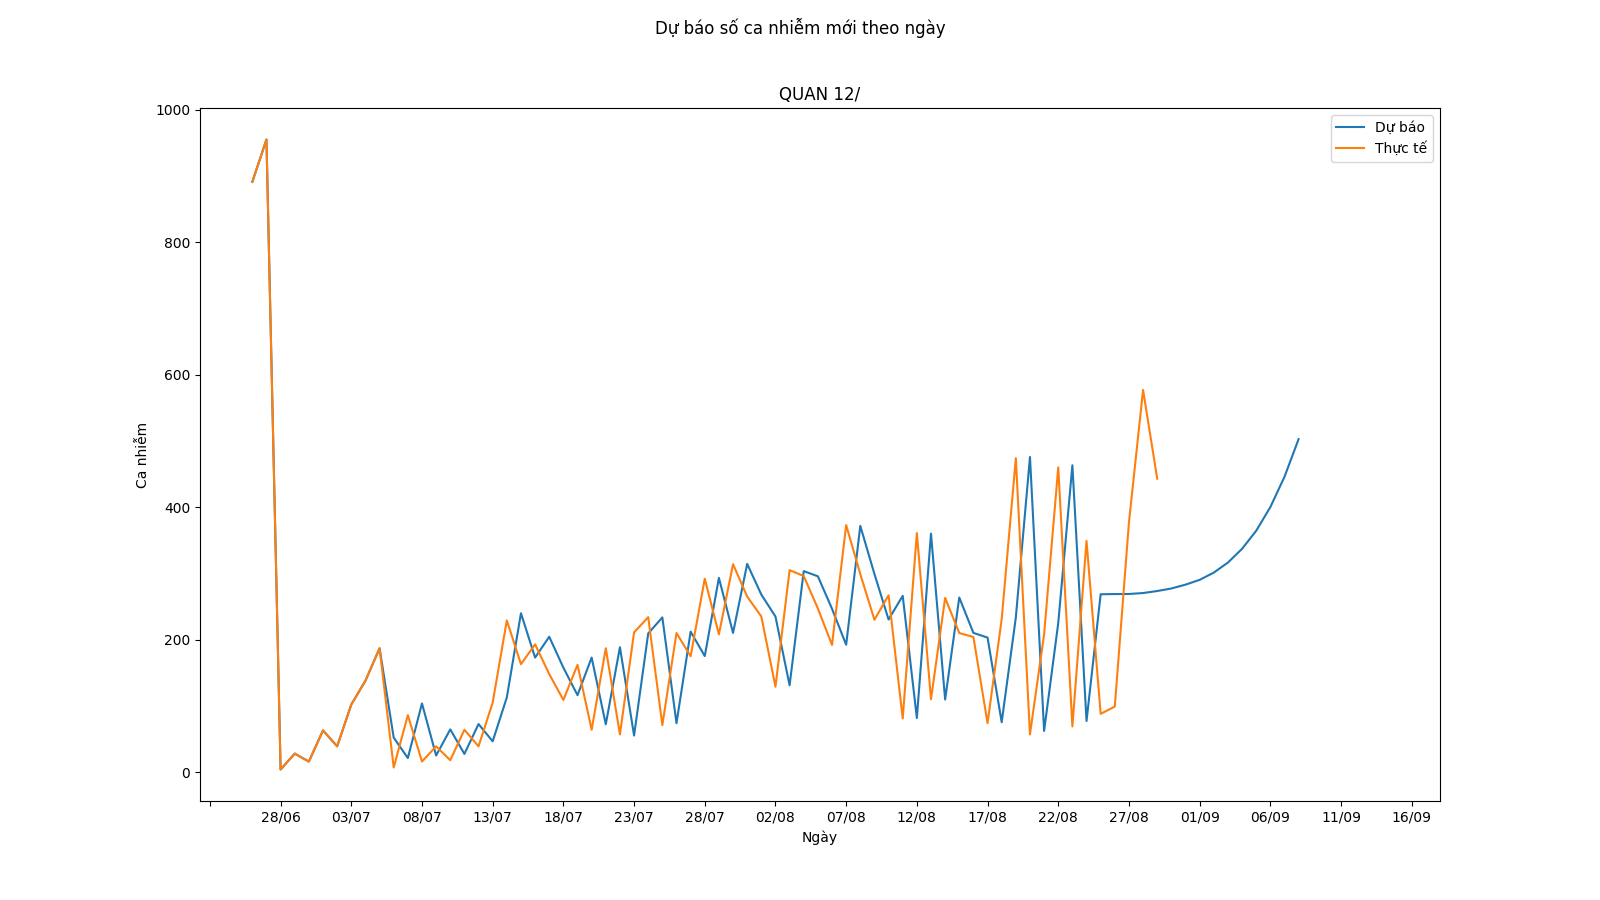 Dự báo số ca nhiễm mới theo ngày
QUAN 12/
1000
800
600
400
200
0
Ca nhiễm
Dự báo
Thực tế
28/06 03/07 08/07 13/07 18/07 23/07 28/07 02/08 07/08 12/08 17/08 22/08 27/08 01/09 06/09 11/09 16/09
Ngày